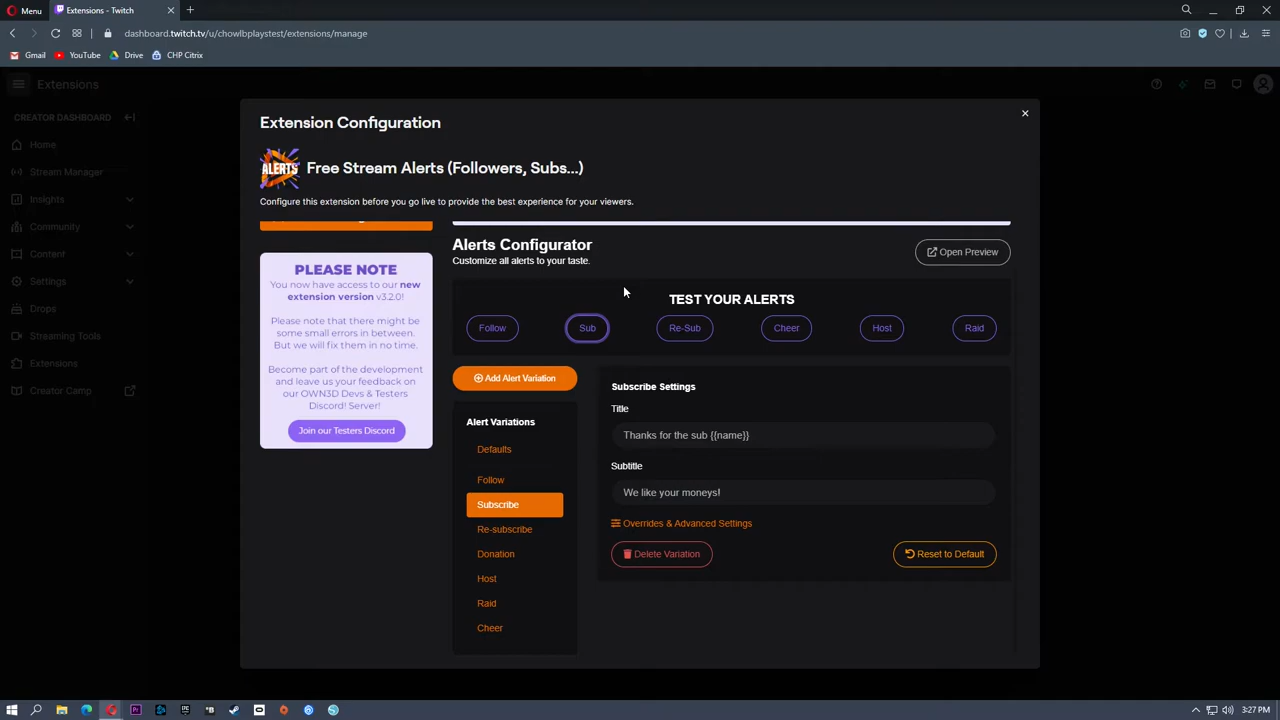 Menu
Extensions - Twitch
dashboard.twitch.tv/u/chowlbplaystest/extensions/manage
Gmail YouTube Drive CHP Citrix
Extensions
CREATOR DASHBOARD
Home
Stream Manager
Insights
Community
Content
Settings
Drops
Streaming Tools
Extensions
Creator Camp
Extension Configuration
ALERTS
Free Stream Alerts (Followers, Subs...)
Configure this extension before you go live to provide the best experience for your viewers.
PLEASE NOTE
You now have access to our new
extension version v3.2.0!
Please note that there might be
some small errors in between.
But we will fix them in no time.
Become part of the development
and leave us your feedback on
our OWN3D Devs & Testers
Discord! Server!
Join our Testers Discord
Alerts Configurator
Customize all alerts to your taste.
Open Preview
TEST YOUR ALERTS
Follow Sub Re-Sub Cheer Host Raid
Add Alert Variation
Alert Variations
Defaults
Follow
Subscribe
Re-subscribe
Donation
Host
Raid
Cheer
Subscribe Settings
Title
Thanks for the sub {{name}}
Subtitle
We like your moneys!
Overrides & Advanced Settings
Delete Variation
Reset to Default
3:27 PM